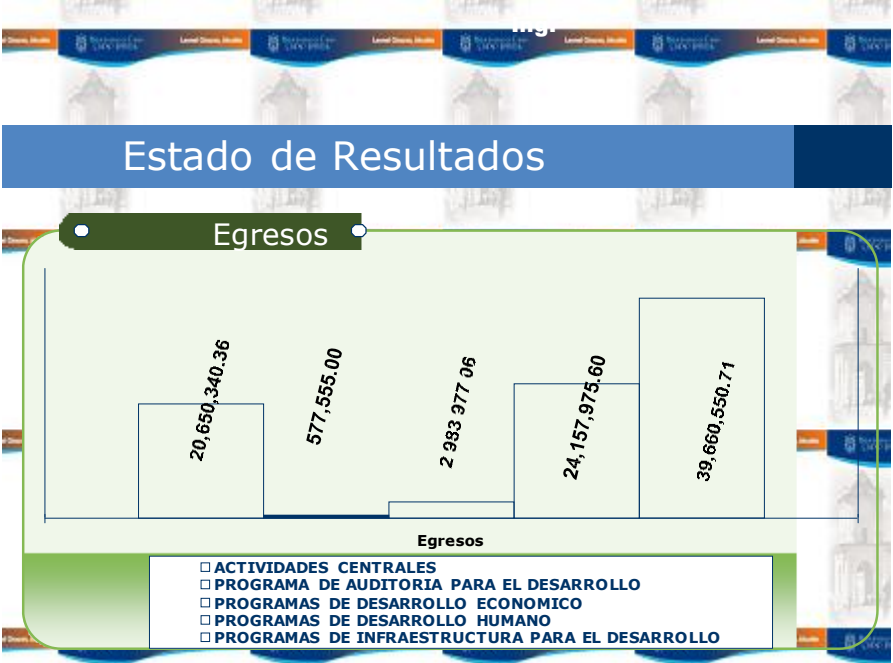 Ing.
Estado de Resultados
Egresos
20,650,340.36
577,555.00
2 983 977 06
24,157,975.60
39,660,550.71
Egresos
ACTIVIDADES CENTRALES
PROGRAMA DE AUDITORIA PARA EL DESARROLLO
PROGRAMAS DE DESARROLLO ECONOMICO
PROGRAMAS DE DESARROLLO HUMANO
PROGRAMAS DE INFRAESTRUCTURA PARA EL DESARROLLO